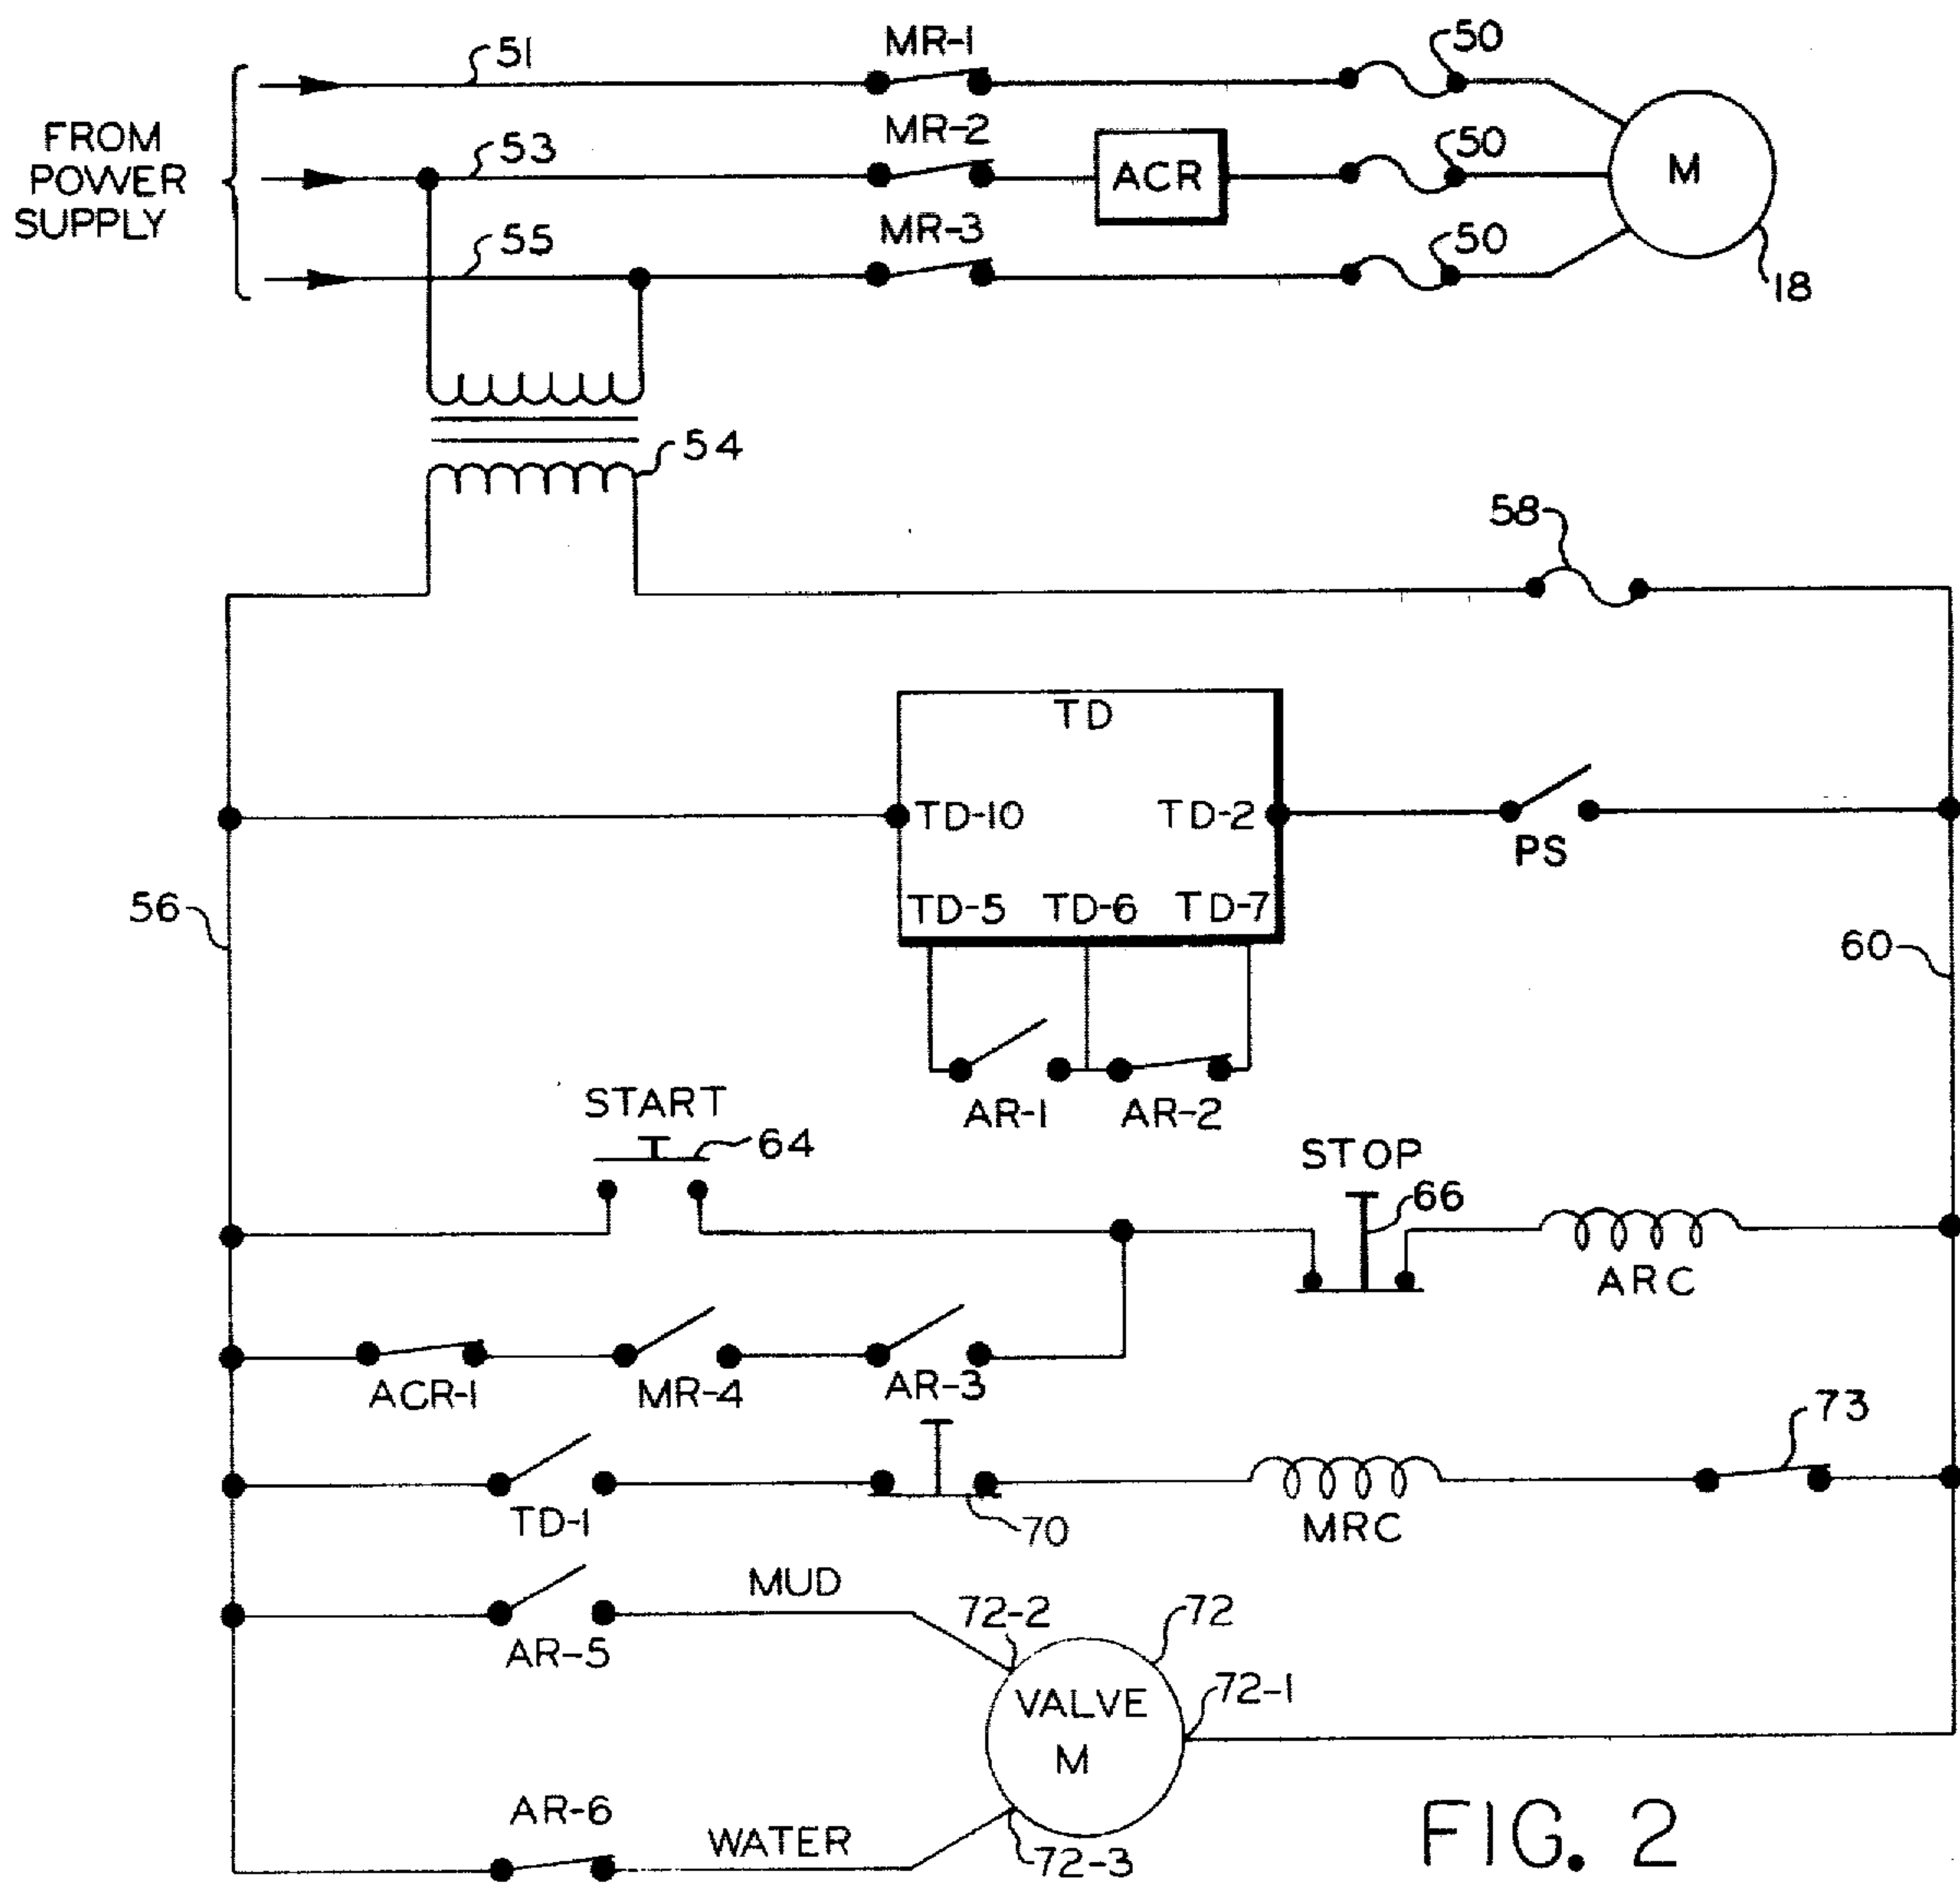 51
MR-1
50
FROM
POWER
SUPPLY
53
MR-2
ACR
50
M
55
MR-3
50
18
54
58
TD
TD-10
TD-2
PS
56
TD-5
TD-6
TD-7
60
AR-1
AR-2
START
64
STOP
66
ARC
ACR-1
MR-4
AR-3
73
TD-1
70
MRC
MUD
72-2
72
AR-5
72-1
VALVE
M
AR-6
WATER
72-3
FIG. 2